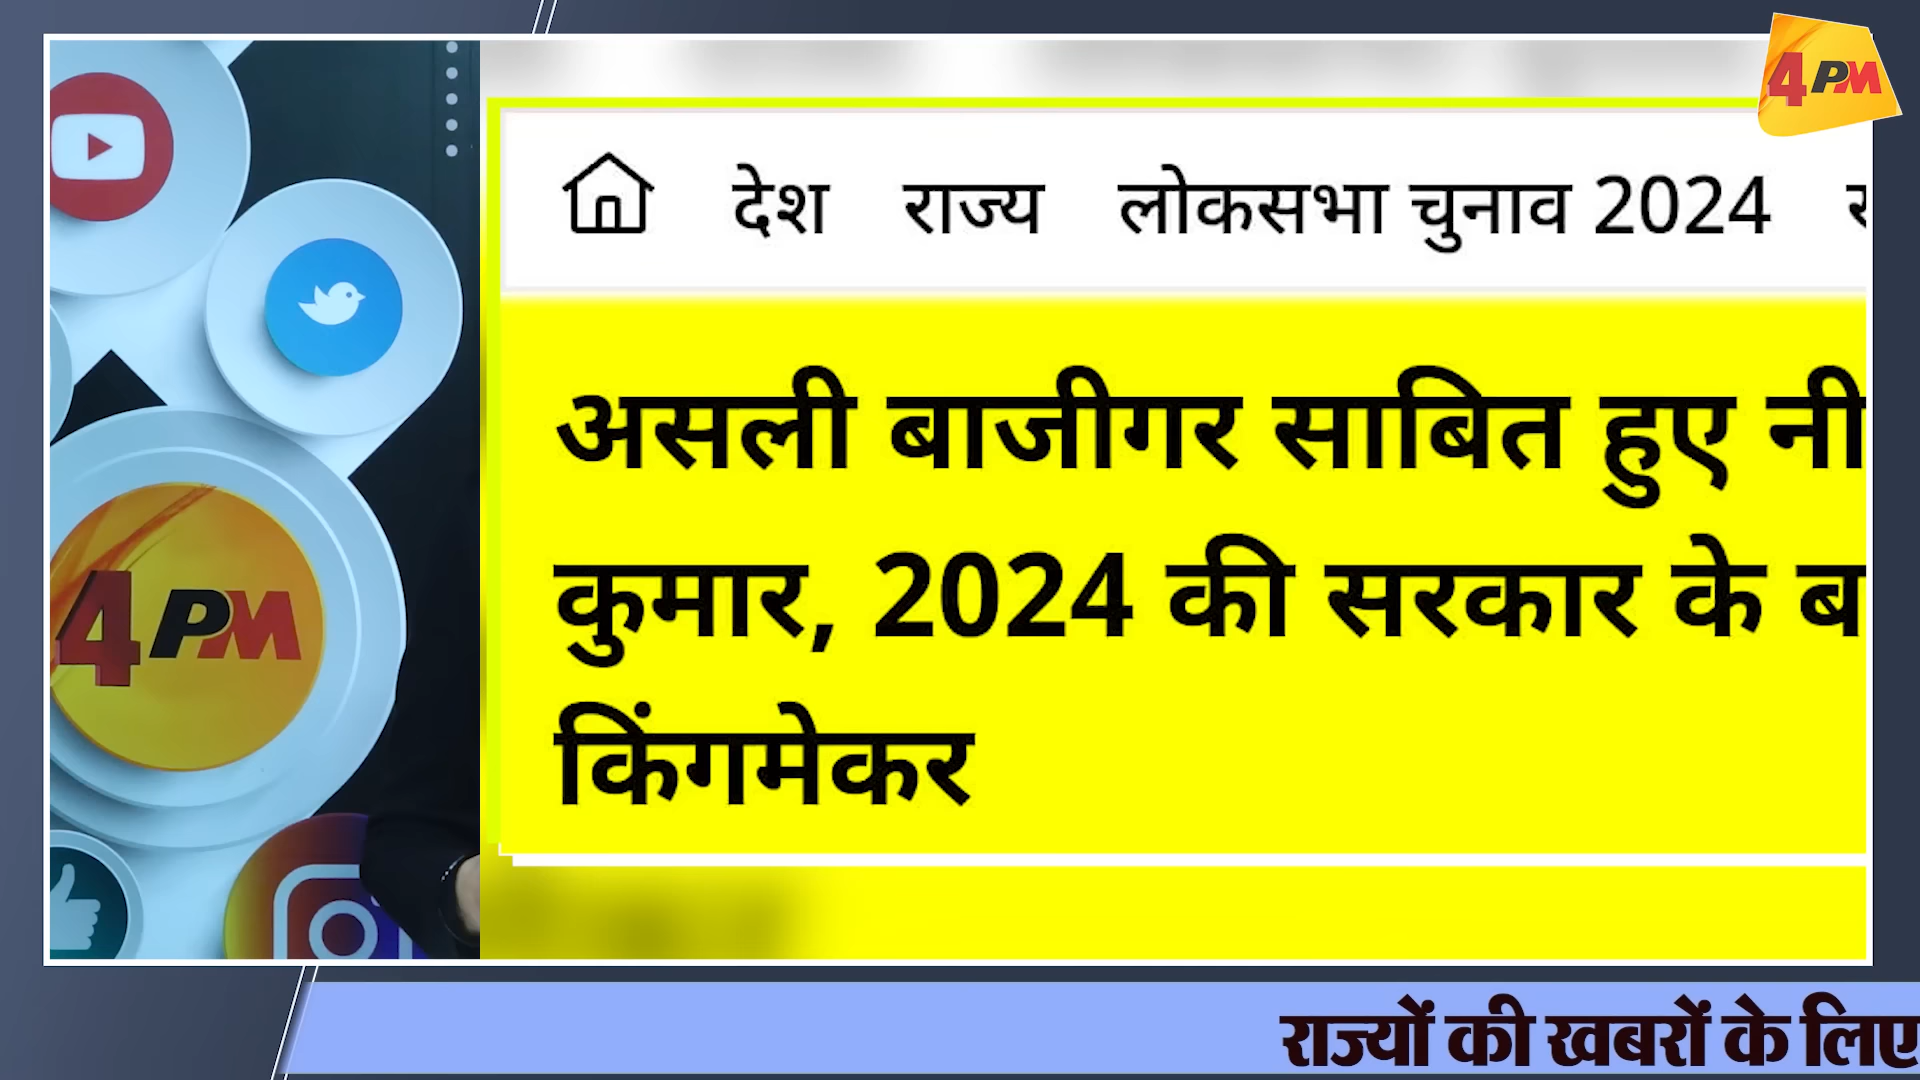 4PM
देश राज्य लोकसभा चुनाव 2024
असली बाजीगर साबित हुए
कुमार, 2024 की सरकार के
किंगमेकर
4PM
राज्यों की खबरों के लिए